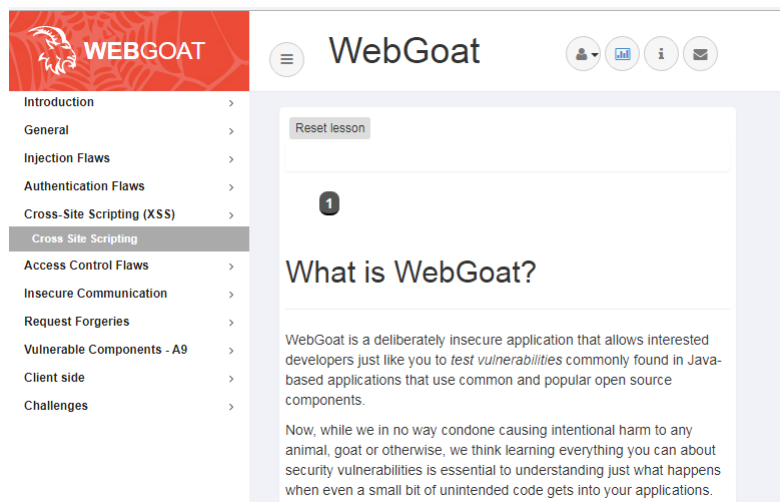 WEBGOAT
WebGoat
Introduction
General
Injection Flaws
Authentication Flaws
Cross-Site Scripting (XSS)
Cross Site Scripting
Access Control Flaws
Insecure Communication
Request Forgeries
Vulnerable Components - A9
Client side
Challenges
Reset lesson
1
What is WebGoat?
WebGoat is a deliberately insecure application that allows interested
developers just like you to test vulnerabilities commonly found in Java-
based applications that use common and popular open source
components.
Now, while we in no way condone causing intentional harm to any
animal, goat or otherwise, we think learning everything you can about
security vulnerabilities is essential to understanding just what happens
when even a small bit of unintended code gets into your applications.